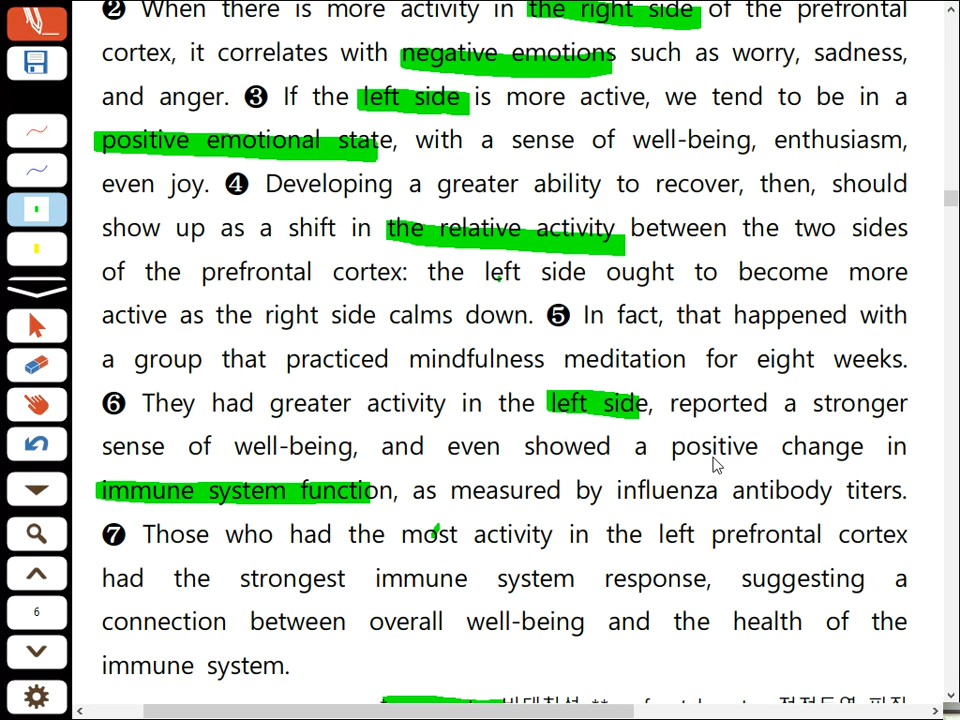 ❷ When there is more activity in the right side of the prefrontal
cortex, it correlates with negative emotions such as worry, sadness,
and anger. ❸ If the left side is more active, we tend to be in a
positive emotional state, with a sense of well-being, enthusiasm,
even joy. ❹ Developing a greater ability to recover, then, should
show up as a shift in the relative activity between the two sides
of the prefrontal cortex: the left side ought to become more
active as the right side calms down. ❺ In fact, that happened with
a group that practiced mindfulness meditation for eight weeks.
❻ They had greater activity in the left side, reported a stronger
sense of well-being, and even showed a positive change in
immune system function, as measured by influenza antibody titers.
❼ Those who had the most activity in the left prefrontal cortex
had the strongest immune system response, suggesting a
connection between overall well-being and the health of the
immune system.
6